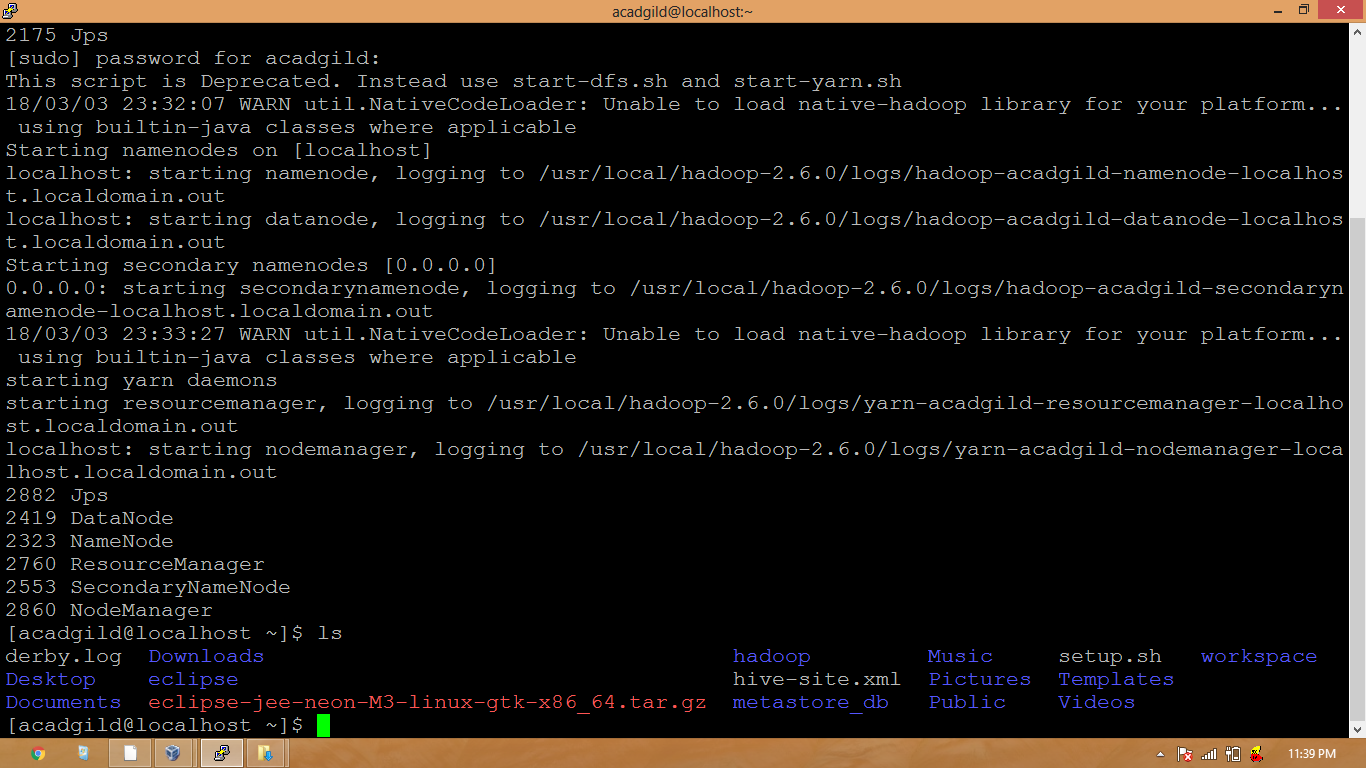 acadgild@localhost:~
2175 Jps
[sudo] password for acadgild:
This script is Deprecated. Instead use start-dfs.sh and start-yarn.sh
18/03/03 23:32:07 WARN util.NativeCodeLoader: Unable to load native-hadoop library for your platform...
 using builtin-java classes where applicable
Starting namenodes on [localhost]
localhost: starting namenode, logging to /usr/local/hadoop-2.6.0/logs/hadoop-acadgild-namenode-localhos
t.localdomain.out
localhost: starting datanode, logging to /usr/local/hadoop-2.6.0/logs/hadoop-acadgild-datanode-localhos
t.localdomain.out
Starting secondary namenodes [0.0.0.0]
0.0.0.0: starting secondarynamenode, logging to /usr/local/hadoop-2.6.0/logs/hadoop-acadgild-secondaryn
amenode-localhost.localdomain.out
18/03/03 23:33:27 WARN util.NativeCodeLoader: Unable to load native-hadoop library for your platform...
 using builtin-java classes where applicable
starting yarn daemons
starting resourcemanager, logging to /usr/local/hadoop-2.6.0/logs/yarn-acadgild-resourcemanager-localho
st.localdomain.out
localhost: starting nodemanager, logging to /usr/local/hadoop-2.6.0/logs/yarn-acadgild-nodemanager-loca
lhost.localdomain.out
2882 Jps
2419 DataNode
2323 NameNode
2760 ResourceManager
2553 SecondaryNameNode
2860 NodeManager
[acadgild@localhost ~]$ ls
derby.log  Downloads                                    hadoop         Music     setup.sh   workspace
Desktop    eclipse                                      hive-site.xml  Pictures  Templates
Documents  eclipse-jee-neon-M3-linux-gtk-x86_64.tar.gz  metastore_db   Public    Videos
[acadgild@localhost ~]$
11:39 PM